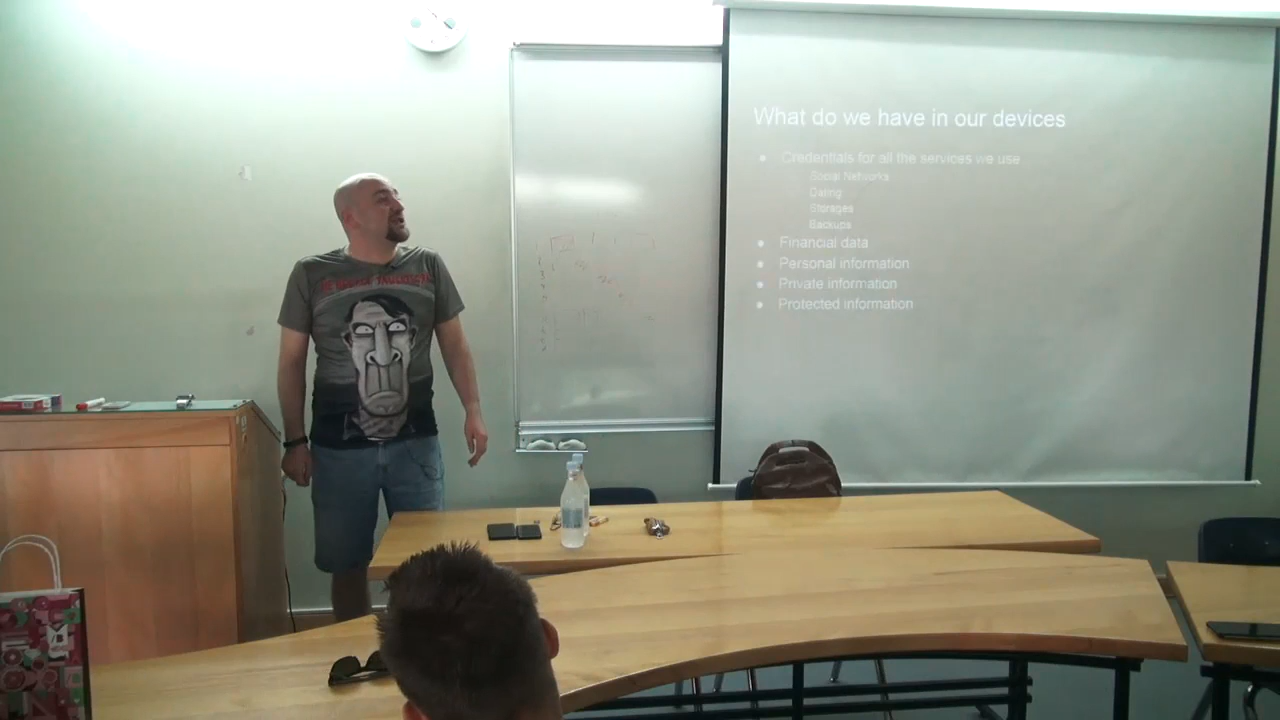 What do we have in our devices
Credentials for all the services we use
Social Networks
Dating
Storages
Backups
Financial data
Personal information
Private information
Protected information